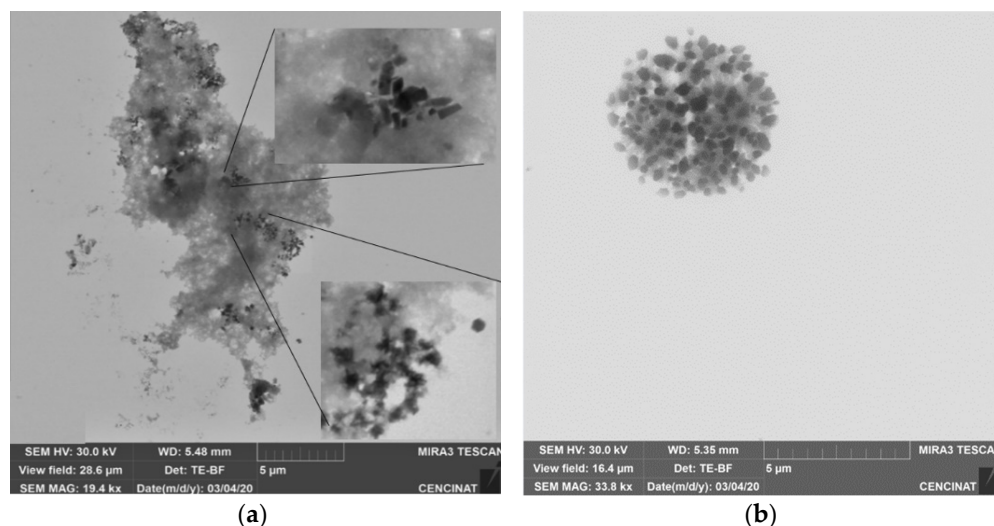 SEM HV: 30.0 kV WD: 5.48 mm MIRA3 TESCAN
View field: 28.6 µm Det: TE-BF 5 µm
SEM MAG: 19.4 kx Date(m/d/y): 03/04/20 CENCINAT
(a)
SEM HV: 30.0 kV WD: 5.35 mm MIRA3 TESCAN
View field: 16.4 µm Det: TE-BF 5 µm
SEM MAG: 33.8 kx Date(m/d/y): 03/04/20 CENCINAT
(b)